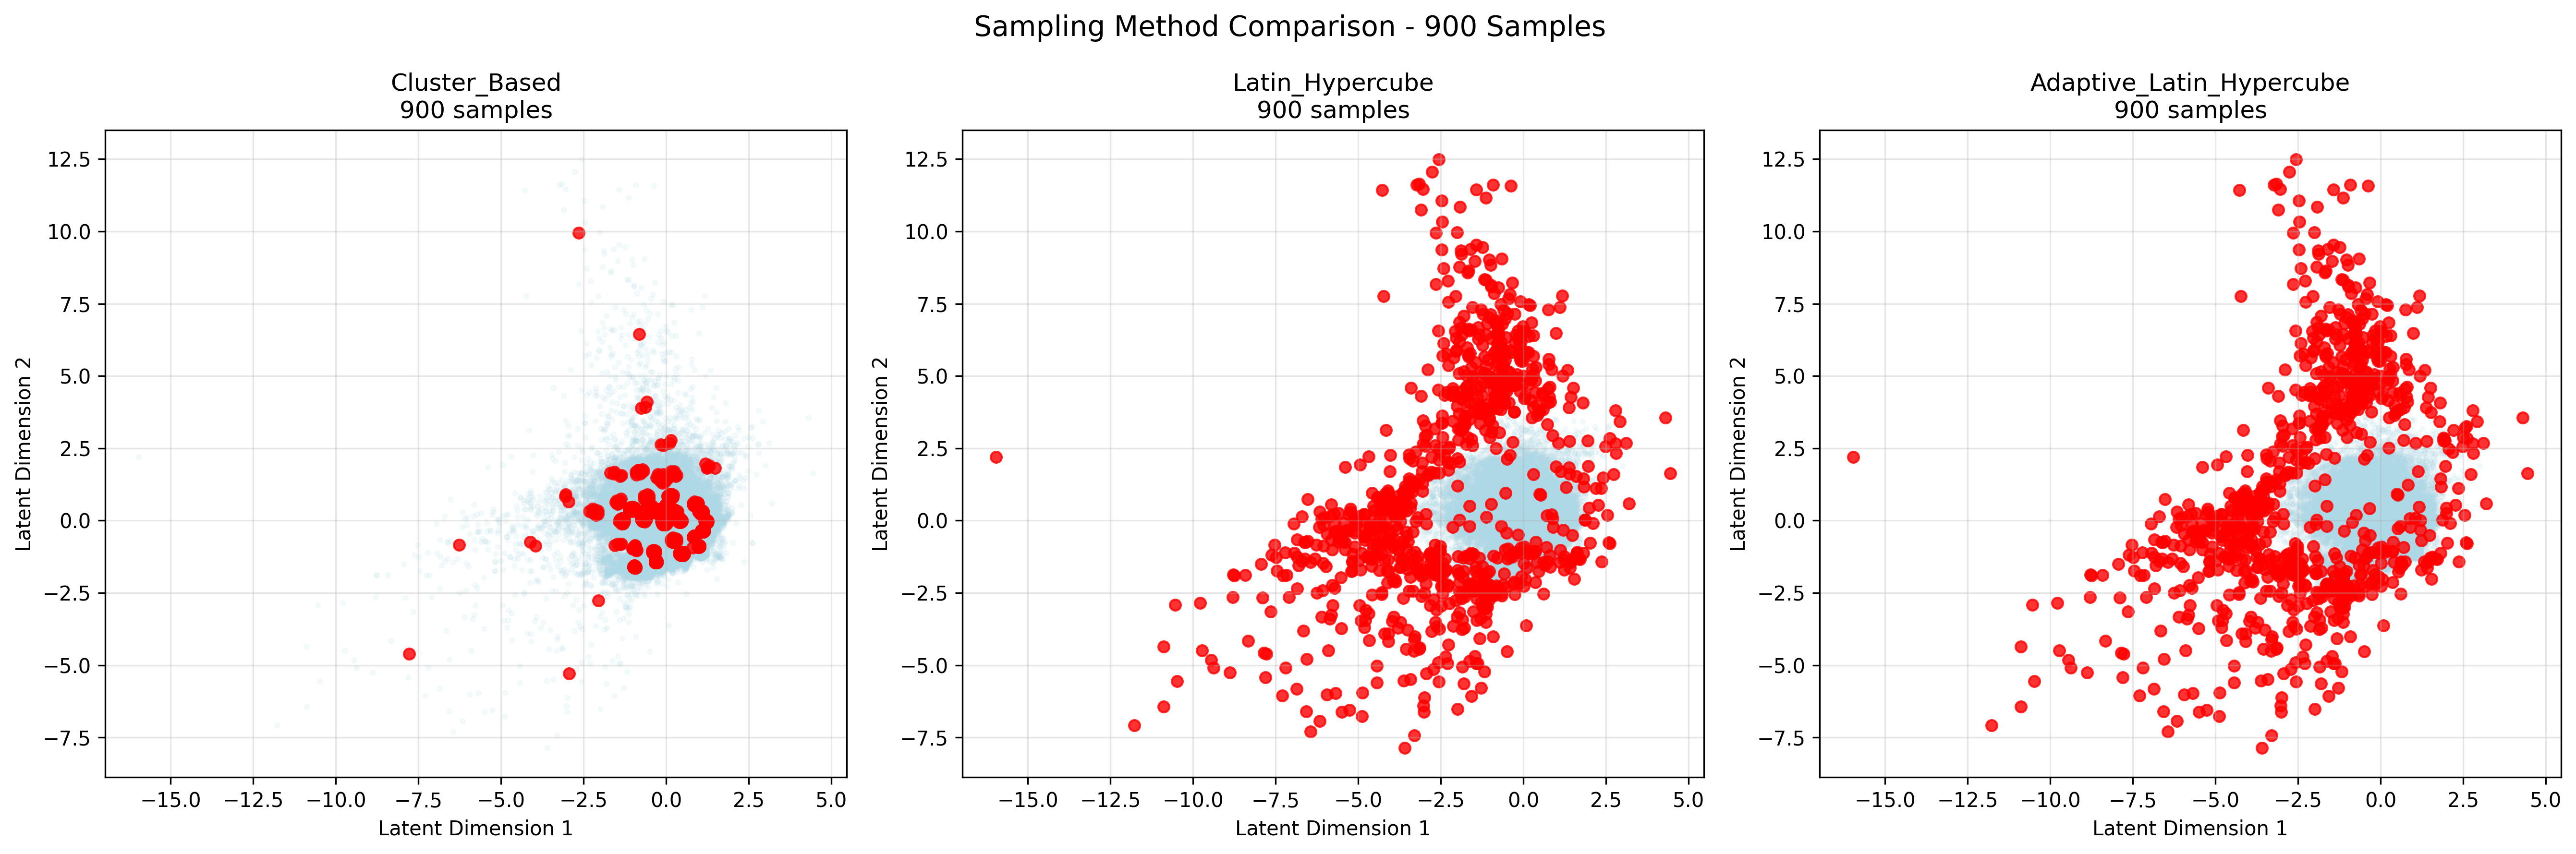 Sampling Method Comparison - 900 Samples
Cluster_Based
900 samples
12.5
10.0
7.5
5.0
2.5
0.0
−2.5
−5.0
−7.5
Latent Dimension 2
−15.0 −12.5 −10.0 −7.5 −5.0 −2.5 0.0 2.5 5.0
Latent Dimension 1
Latin_Hypercube
900 samples
12.5
10.0
7.5
5.0
2.5
0.0
−2.5
−5.0
−7.5
Latent Dimension 2
−15.0 −12.5 −10.0 −7.5 −5.0 −2.5 0.0 2.5 5.0
Latent Dimension 1
Adaptive_Latin_Hypercube
900 samples
12.5
10.0
7.5
5.0
2.5
0.0
−2.5
−5.0
−7.5
Latent Dimension 2
−15.0 −12.5 −10.0 −7.5 −5.0 −2.5 0.0 2.5 5.0
Latent Dimension 1